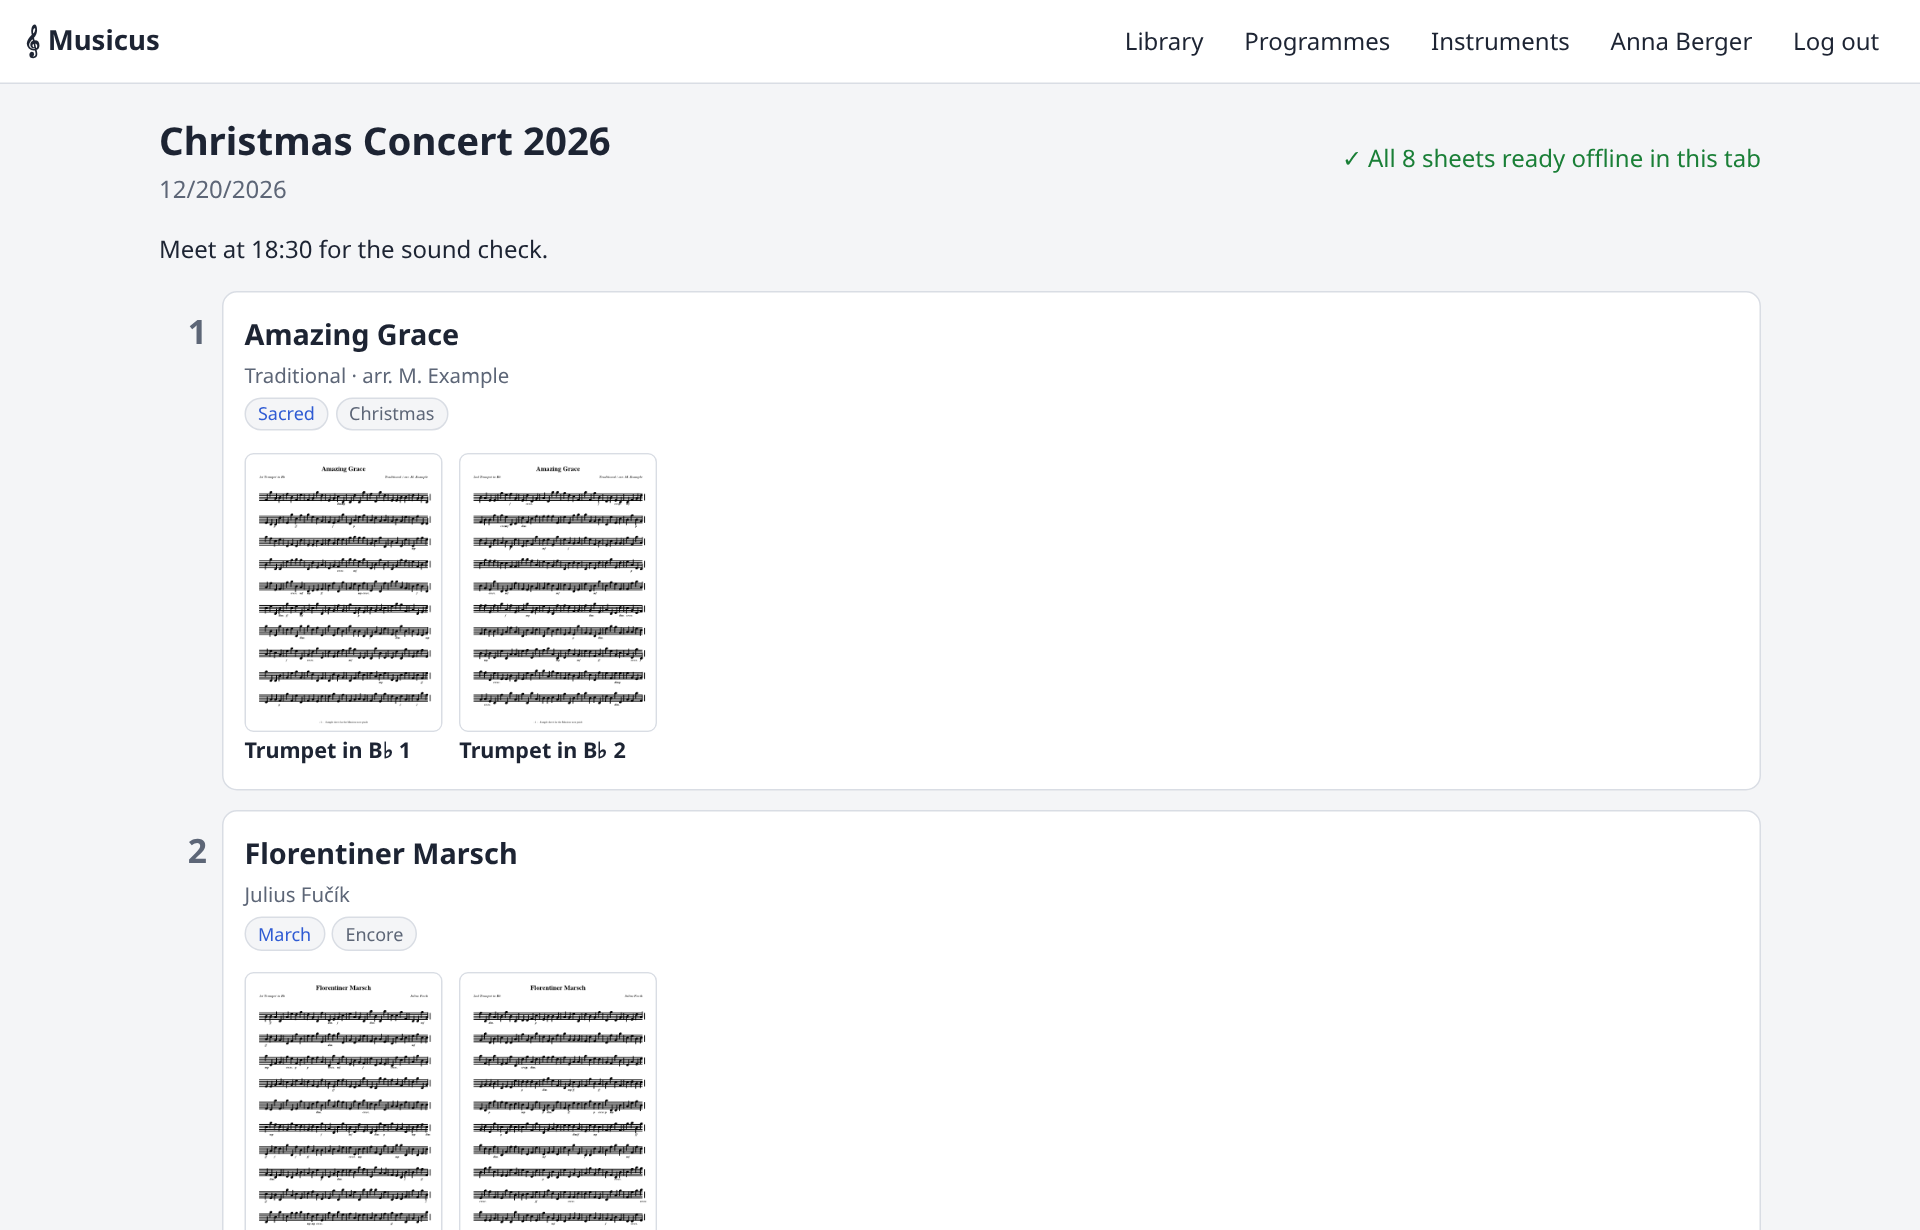 Musicus
Library Programmes Instruments Anna Berger Log out
Christmas Concert 2026
12/20/2026
✓ All 8 sheets ready offline in this tab
Meet at 18:30 for the sound check.
1
Amazing Grace
Traditional · arr. M. Example
Sacred Christmas
Amazing Grace
Amazing Grace
Trumpet in B♭ 1
Trumpet in B♭ 2
2
Florentiner Marsch
Julius Fučík
March Encore
Florentiner Marsch
Florentiner Marsch